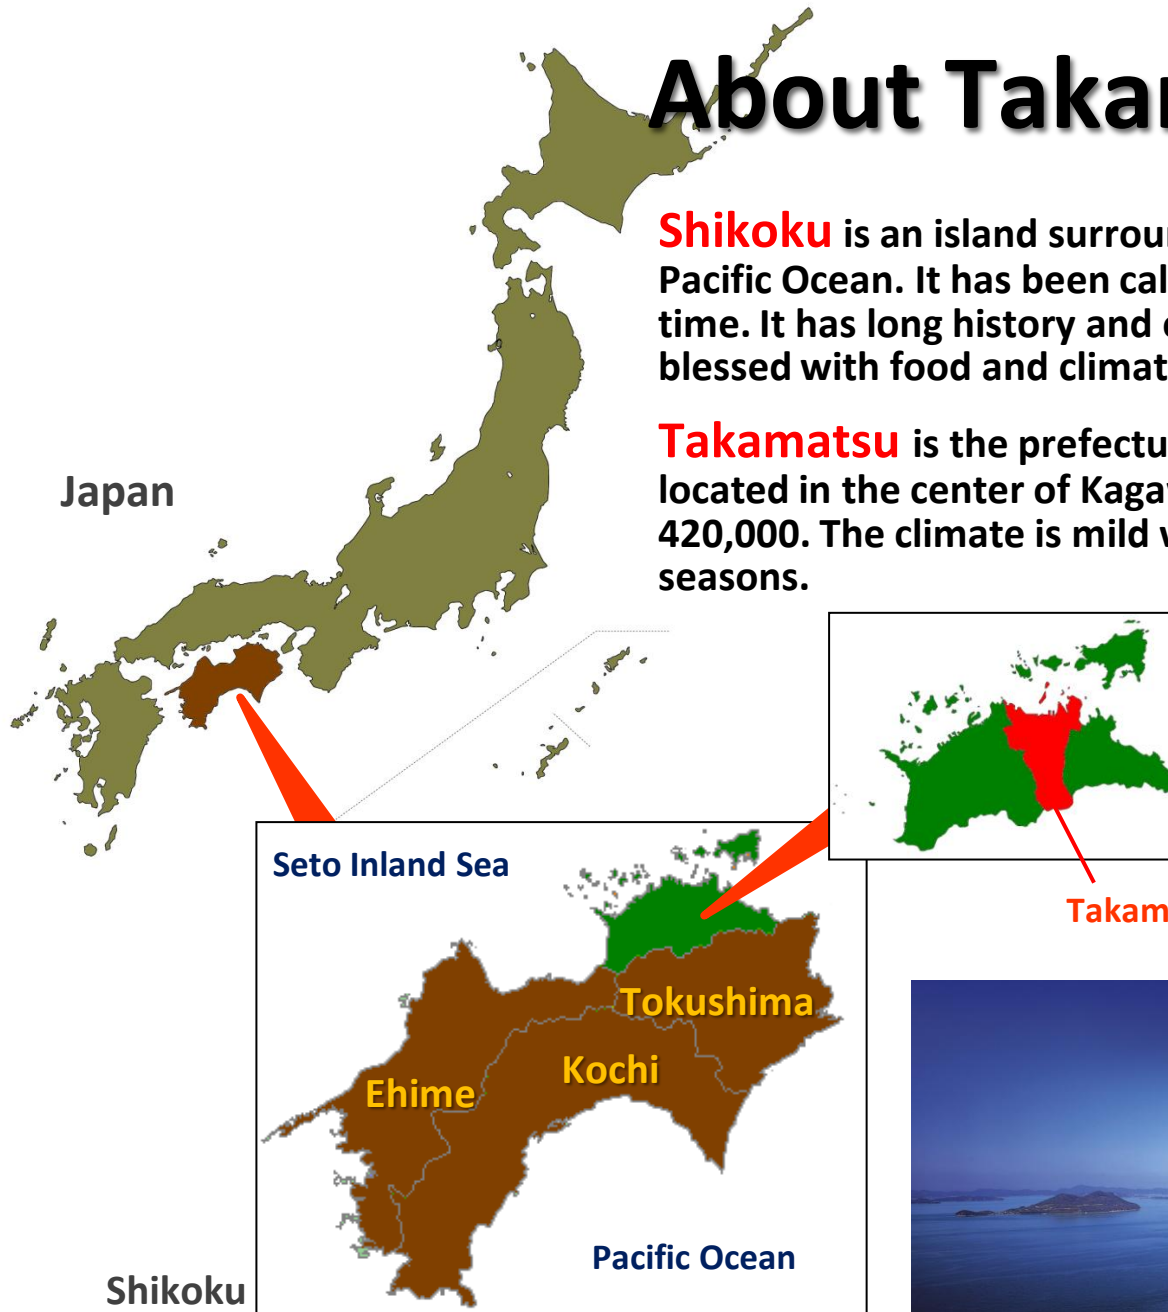 About Takar
Shikoku is an island surrou
Pacific Ocean. It has been cal
time. It has long history and
blessed with food and climat
Takamatsu is the prefectu
located in the center of Kaga
420,000. The climate is mild
seasons.
Japan
Seto Inland Sea
Takam
Tokushima
Kochi
Ehime
Pacific Ocean
Shikoku